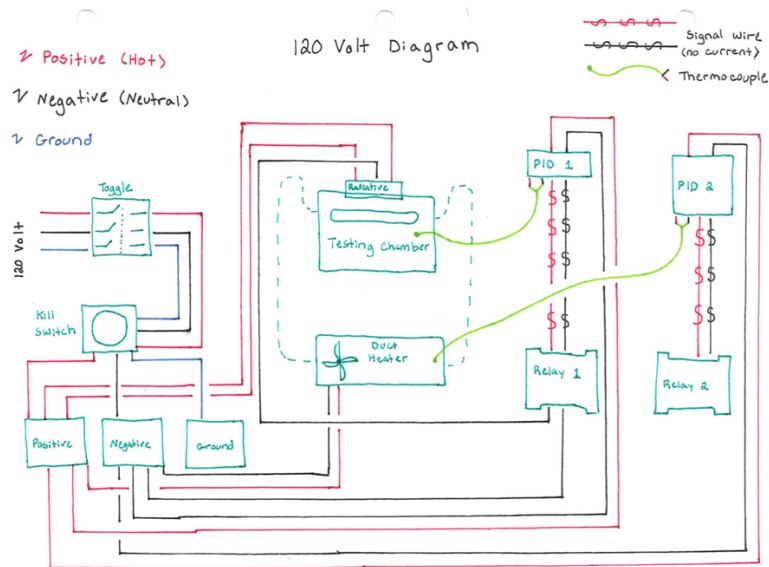 120 Volt Diagram
Signal Wire
(no current)
Thermocouple
Positive (Hot)
Negative (Neutral)
Ground
Toggle
120 Volt
Kill
Switch
Radiative
Testing Chamber
Duct
Heater
PID 1
PID 2
Relay 1
Relay 2
Positive
Negative
Ground